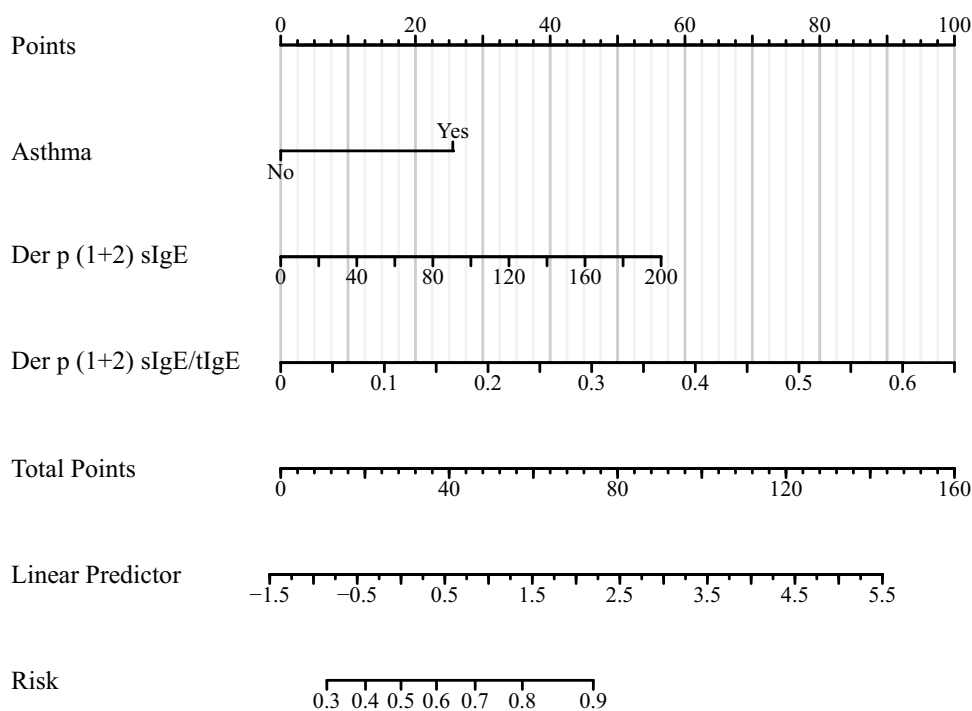 Points
0 20 40 60 80 100
Asthma
Yes
No
Der p (1+2) sIgE
0 40 80 120 160 200
Der p (1+2) sIgE/tIgE
0 0.1 0.2 0.3 0.4 0.5 0.6
Total Points
0 40 80 120 160
Linear Predictor
−1.5 −0.5 0.5 1.5 2.5 3.5 4.5 5.5
Risk
0.3 0.4 0.5 0.6 0.7 0.8 0.9